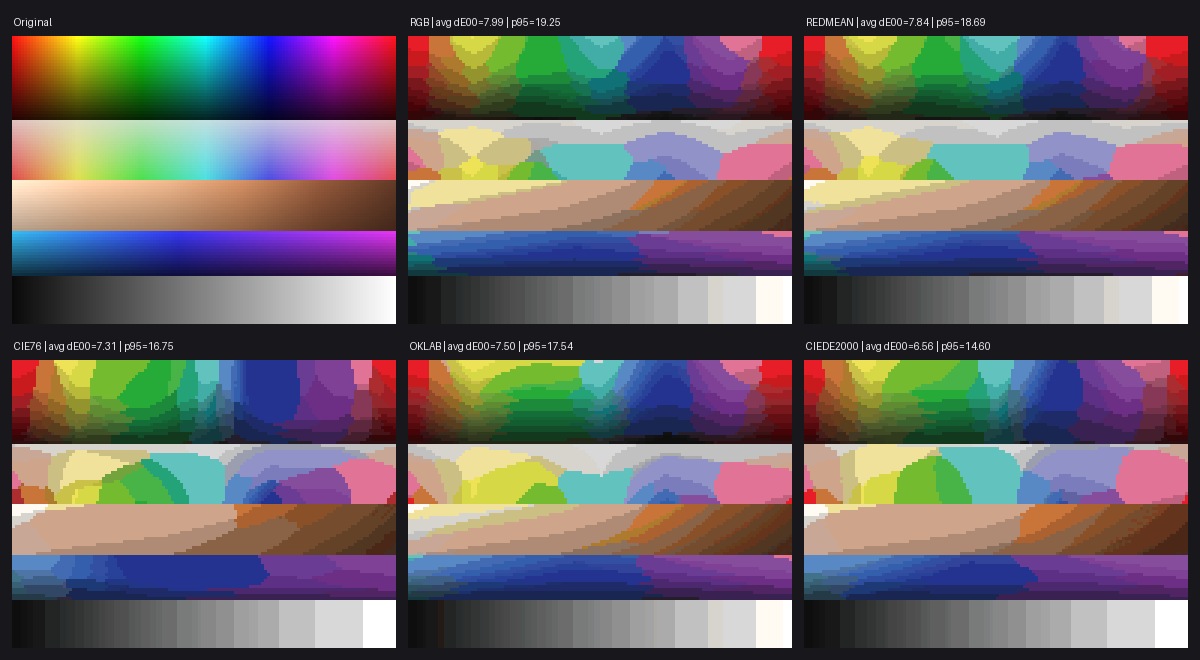 Original
RGB | avg dE00=7.99 | p95=19.25
REDMEAN | avg dE00=7.84 | p95=18.69
CIE76 | avg dE00=7.31 | p95=16.75
OKLAB | avg dE00=7.50 | p95=17.54
CIEDE2000 | avg dE00=6.56 | p95=14.60